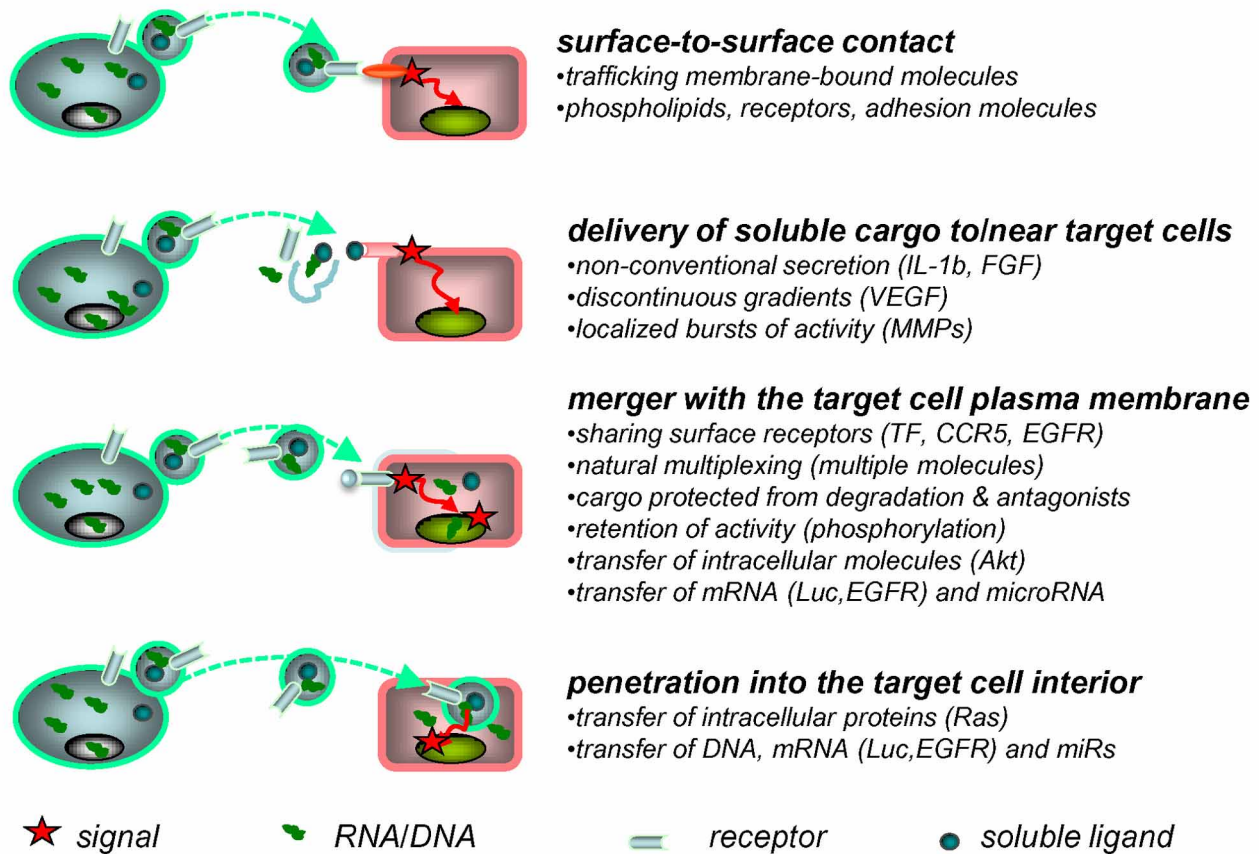 surface-to-surface contact
•trafficking membrane-bound molecules
•phospholipids, receptors, adhesion molecules
delivery of soluble cargo to/near target cells
•non-conventional secretion (IL-1b, FGF)
•discontinuous gradients (VEGF)
•localized bursts of activity (MMPs)
merger with the target cell plasma membrane
•sharing surface receptors (TF, CCR5, EGFR)
•natural multiplexing (multiple molecules)
•cargo protected from degradation & antagonists
•retention of activity (phosphorylation)
•transfer of intracellular molecules (Akt)
•transfer of mRNA (Luc,EGFR) and microRNA
penetration into the target cell interior
•transfer of intracellular proteins (Ras)
•transfer of DNA, mRNA (Luc,EGFR) and miRs
signal RNA/DNA receptor soluble ligand